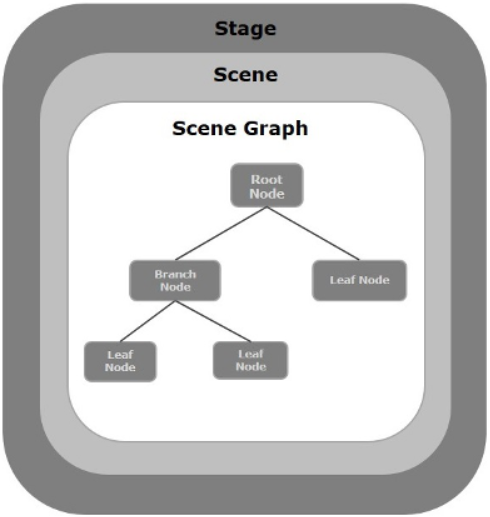 Stage
Scene
Scene Graph
Root
Node
Branch
Node
Leaf Node
Leaf
Node
Leaf
Node